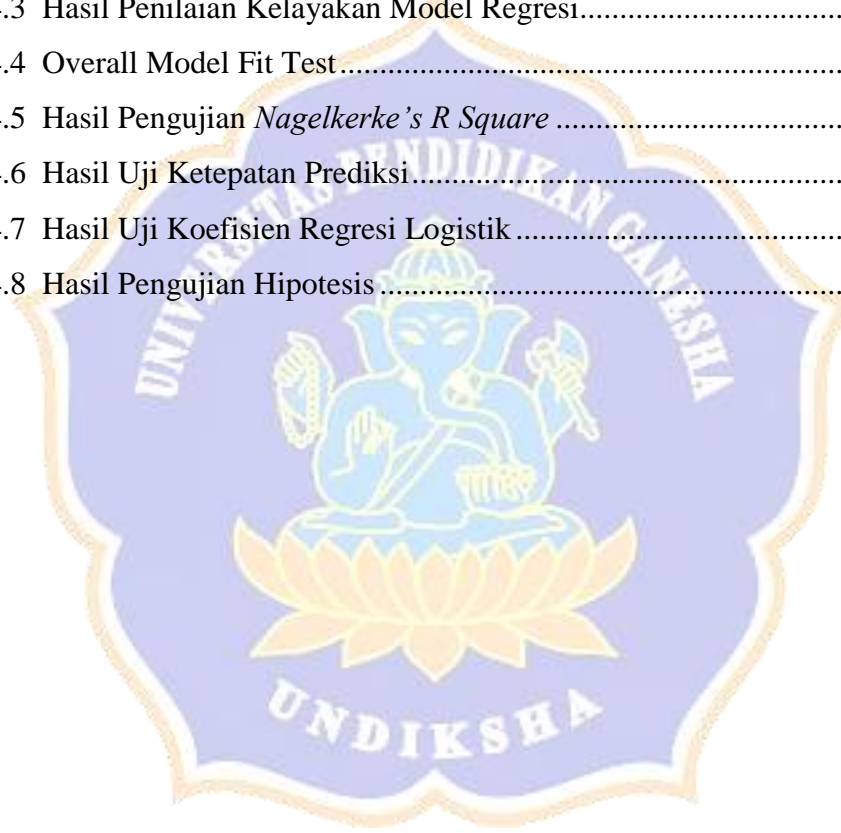 .3 Hasil Penilaian Kelayakan Model Regresi..........................................
.4 Overall Model Fit Test..........................................................................
.5 Hasil Pengujian Nagelkerke’s R Square ..........................................
.6 Hasil Uji Ketepatan Prediksi................................................................
.7 Hasil Uji Koefisien Regresi Logistik ..................................................
.8 Hasil Pengujian Hipotesis ....................................................................
UNIVERSITAS PENDIDIKAN GANESHA
UNDIKSHA